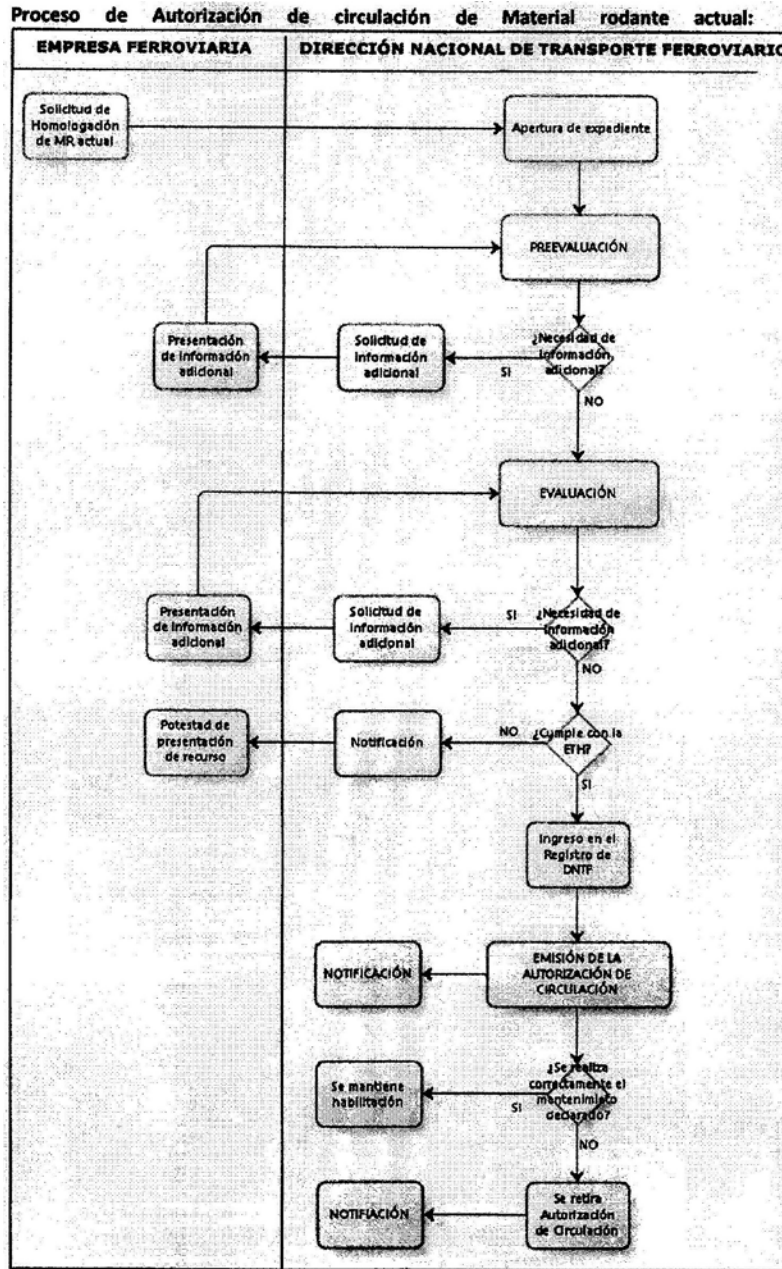 Proceso de Autorización de circulación de Material rodante actual:
EMPRESA FERROVIARIA
DIRECCIÓN NACIONAL DE TRANSPORTE FERROVIARIO
Solicitud de
Homologación
de MR actual
Apertura de expediente
PREEVALUACIÓN
¿Necesidad de
Información
adicional?
SI
NO
Solicitud de
Información
adicional
Presentación
de Información
adicional
EVALUACIÓN
¿Necesidad de
Información
adicional?
SI
NO
Solicitud de
Información
adicional
Presentación
de Información
adicional
¿Cumple con la
ETH?
NO
SI
Notificación
Potestad de
presentación
de recurso
Ingreso en el
Registro de
DNTF
EMISIÓN DE LA
AUTORIZACIÓN DE
CIRCULACIÓN
NOTIFICACIÓN
¿Se realiza
correctamente el
mantenimieto
declarado?
SI
NO
Se mantiene
habilitación
Se retira
Autorización
de Circulación
NOTIFIACIÓN